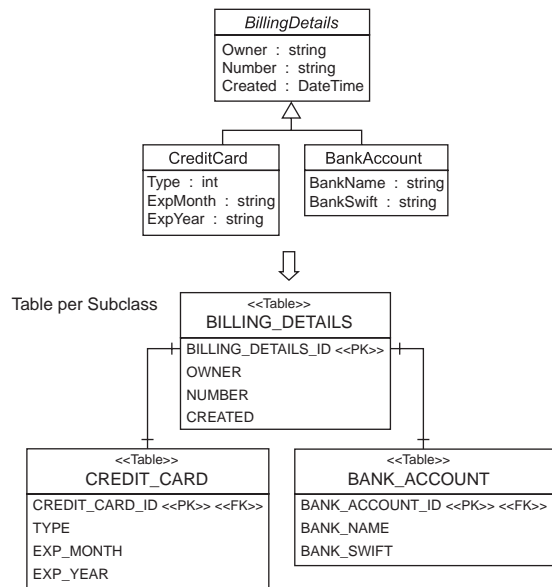 BillingDetails
Owner : string
Number : string
Created : DateTime
CreditCard
Type : int
ExpMonth : string
ExpYear : string
BankAccount
BankName : string
BankSwift : string
Table per Subclass
<<Table>>
BILLING_DETAILS
BILLING_DETAILS_ID <<PK>>
OWNER
NUMBER
CREATED
<<Table>>
CREDIT_CARD
CREDIT_CARD_ID <<PK>> <<FK>>
TYPE
EXP_MONTH
EXP_YEAR
<<Table>>
BANK_ACCOUNT
BANK_ACCOUNT_ID <<PK>> <<FK>>
BANK_NAME
BANK_SWIFT